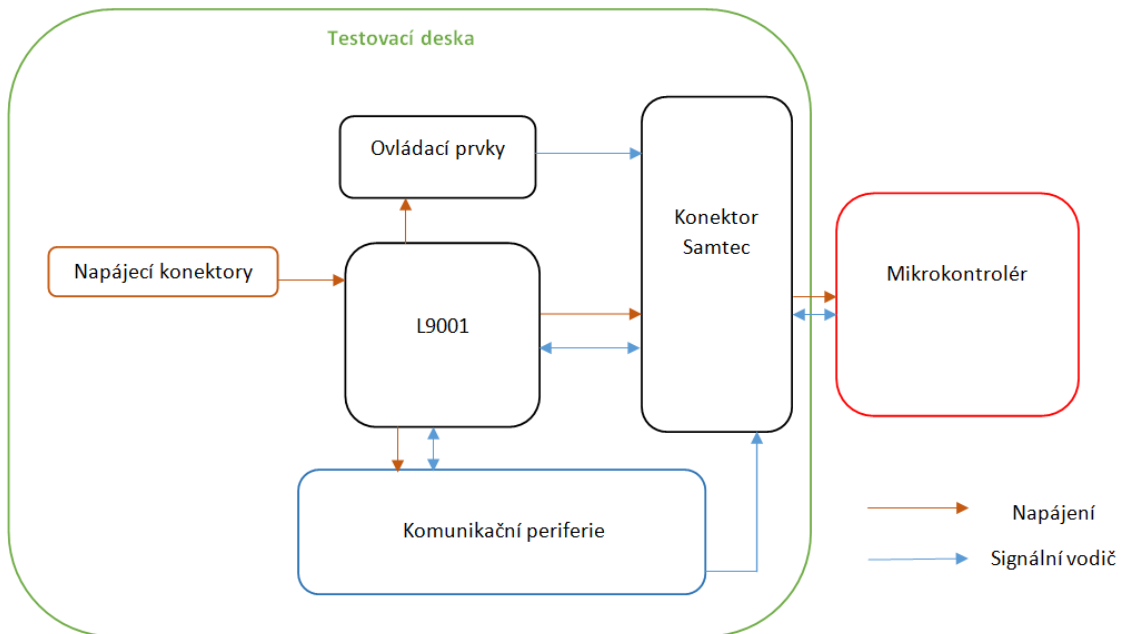 Testovací deska
Ovládací prvky
Konektor
Samtec
Napájecí konektory
Mikrokontrolér
L9001
Komunikační periferie
Napájení
Signální vodič